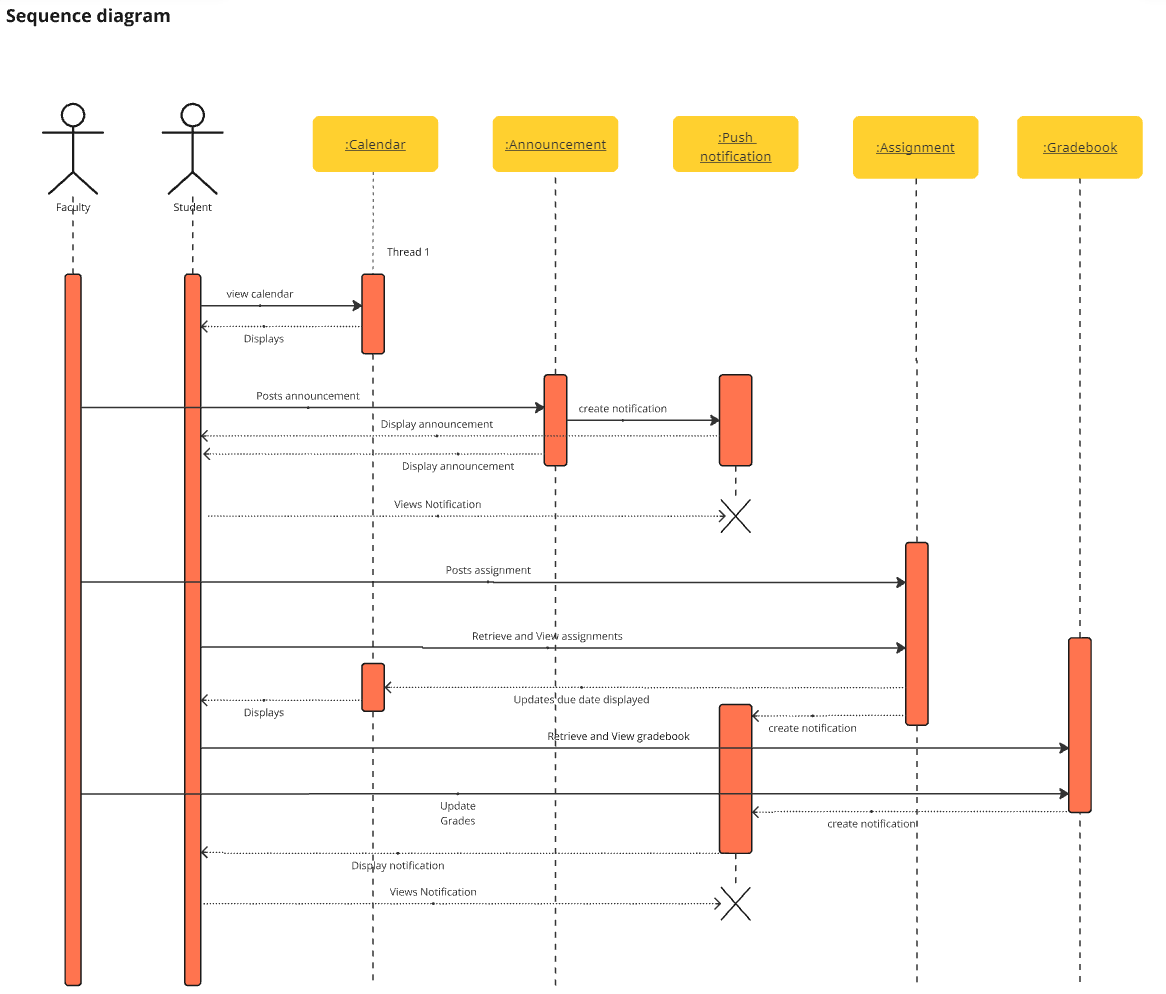 Sequence diagram
:Calendar
:Announcement
:Push
notification
:Assignment
:Gradebook
Faculty
Student
Thread 1
view calendar
Displays
Posts announcement
create notification
Display announcement
Display announcement
Views Notification
Posts assignment
Retrieve and View assignments
Updates due date displayed
Displays
create notification
Retrieve and View gradebook
Update
Grades
create notification
Display notification
Views Notification